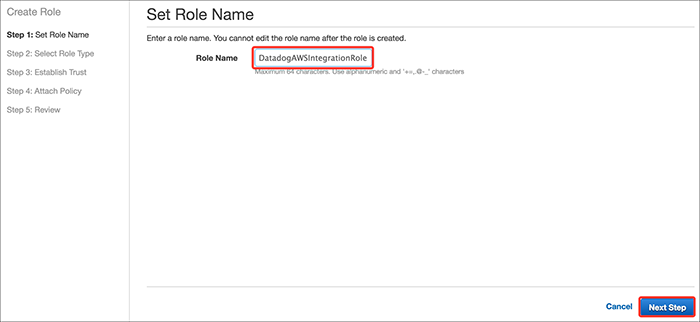 Create Role
Step 1: Set Role Name
Step 2: Select Role Type
Step 3: Establish Trust
Step 4: Attach Policy
Step 5: Review
Set Role Name
Enter a role name. You cannot edit the role name after the role is created.
Role Name DatadogAWSIntegrationRole
Maximum 64 characters. Use alphanumeric and '+=,.@-_' characters
Cancel Next Step